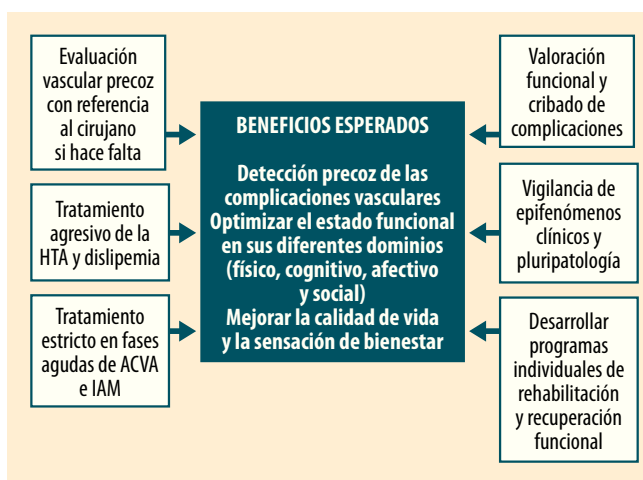 Evaluación
vascular precoz
con referencia
al cirujano
si hace falta
Tratamiento
agresivo de la
HTA y dislipemia
Tratamiento
estricto en fases
agudas de ACVA
e IAM
BENEFICIOS ESPERADOS
Detección precoz de las
complicaciones vasculares
Optimizar el estado funcional
en sus diferentes dominios
(físico, cognitivo, afectivo
y social)
Mejorar la calidad de vida
y la sensación de bienestar
Valoración
funcional y
cribado de
complicaciones
Vigilancia de
epifenómenos
clínicos y
pluripatología
Desarrollar
programas
individuales de
rehabilitación
y recuperación
funcional